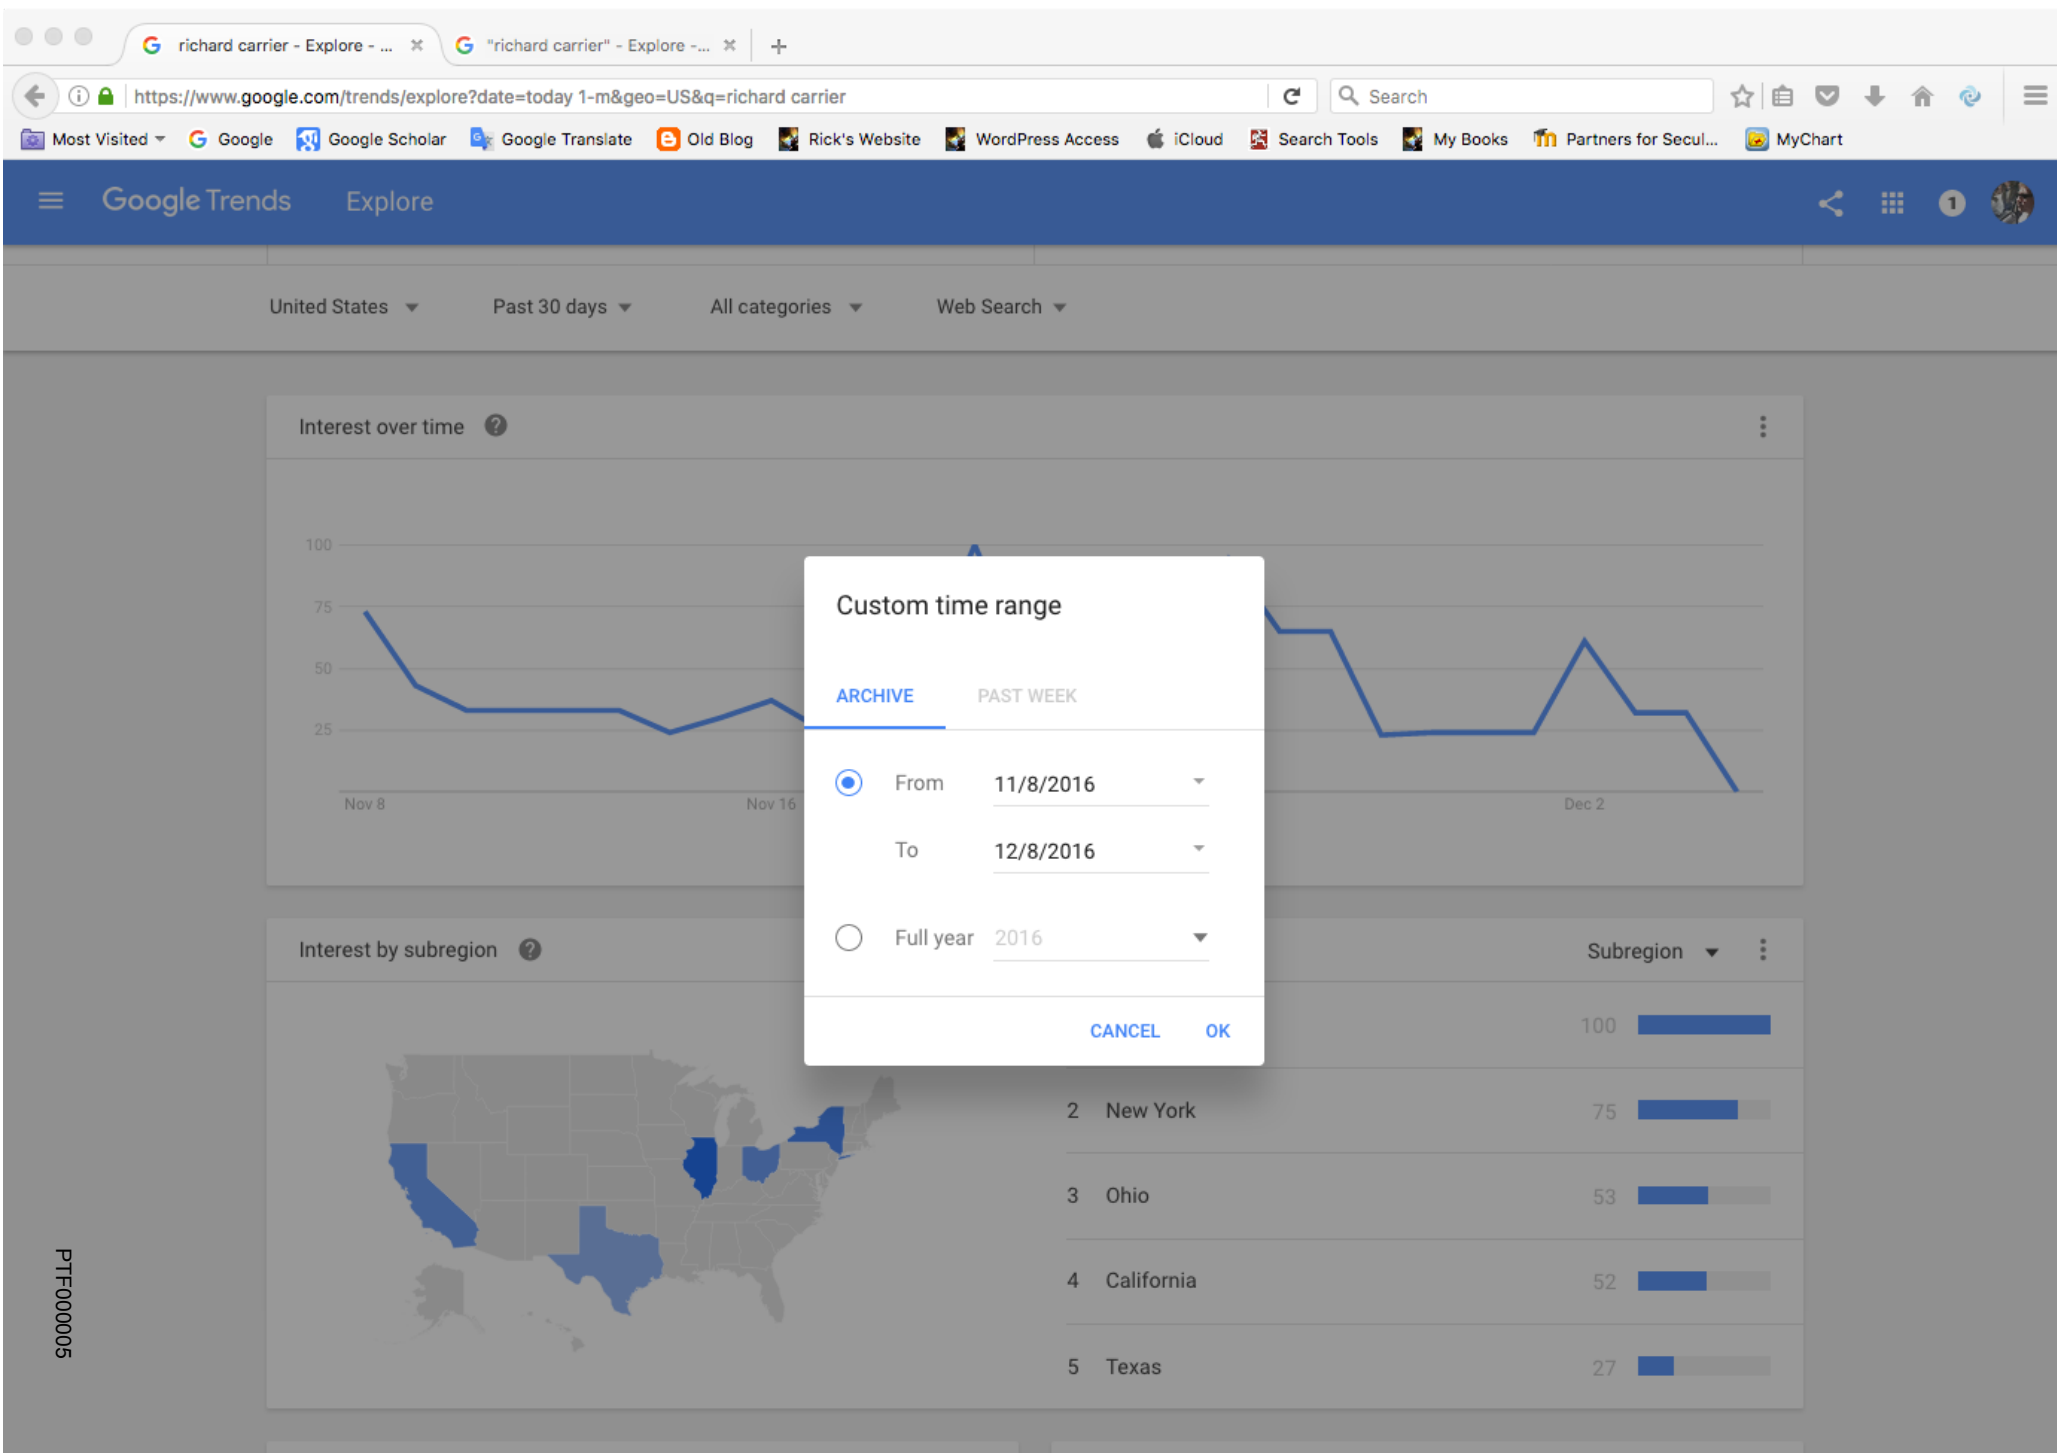 richard carrier - Explore - ...
"richard carrier" - Explore -...
https://www.google.com/trends/explore?date=today 1-m&geo=US&q=richard carrier
Search
Most Visited
Google
Google Scholar
Google Translate
Old Blog
Rick's Website
WordPress Access
iCloud
Search Tools
My Books
Partners for Secul...
MyChart
Google Trends
Explore
1
United States
Past 30 days
All categories
Web Search
Interest over time
100
75
50
25
Nov 8
Nov 16
Dec 2
Custom time range
ARCHIVE
PAST WEEK
From
11/8/2016
To
12/8/2016
Full year
2016
CANCEL
OK
Interest by subregion
Subregion
100
2 New York 75
3 Ohio 53
4 California 52
5 Texas 27
PTF000005